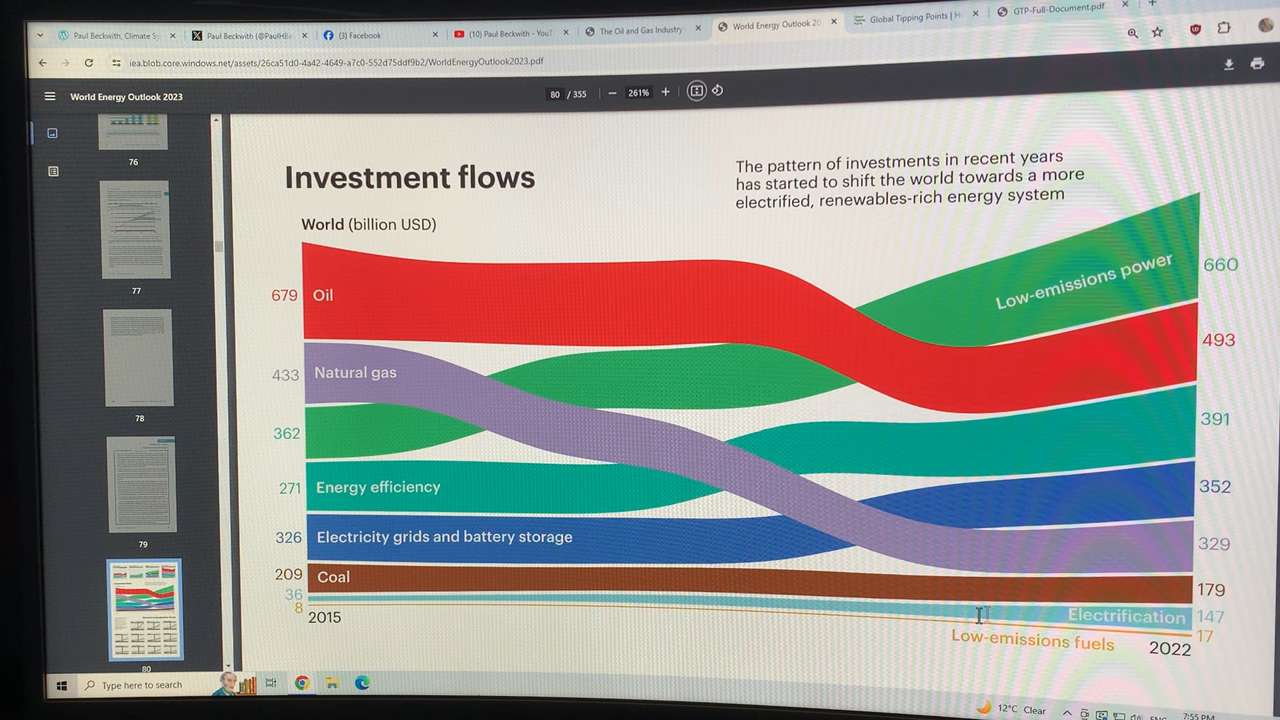 Paul Beckwith, Climate Sy
Paul Beckwith (@PaulHBe
(3) Facebook
(10) Paul Beckwith - YouT
The Oil and Gas Industry
World Energy Outlook 20
Global Tipping Points | H
GTP-Full-Document.pdf
iea.blob.core.windows.net/assets/26ca51d0-4a42-4649-a7c0-552d75ddf9b2/WorldEnergyOutlook2023.pdf
World Energy Outlook 2023
80 / 355
261%
76
77
78
79
80
Investment flows
The pattern of investments in recent years
has started to shift the world towards a more
electrified, renewables-rich energy system
World (billion USD)
Low-emissions power
660
679 Oil
493
433 Natural gas
391
362
271 Energy efficiency
352
326 Electricity grids and battery storage
329
209 Coal
179
36
Electrification 147
8
17
2015
Low-emissions fuels
2022
Type here to search
12°C Clear
ENG
7:55 PM